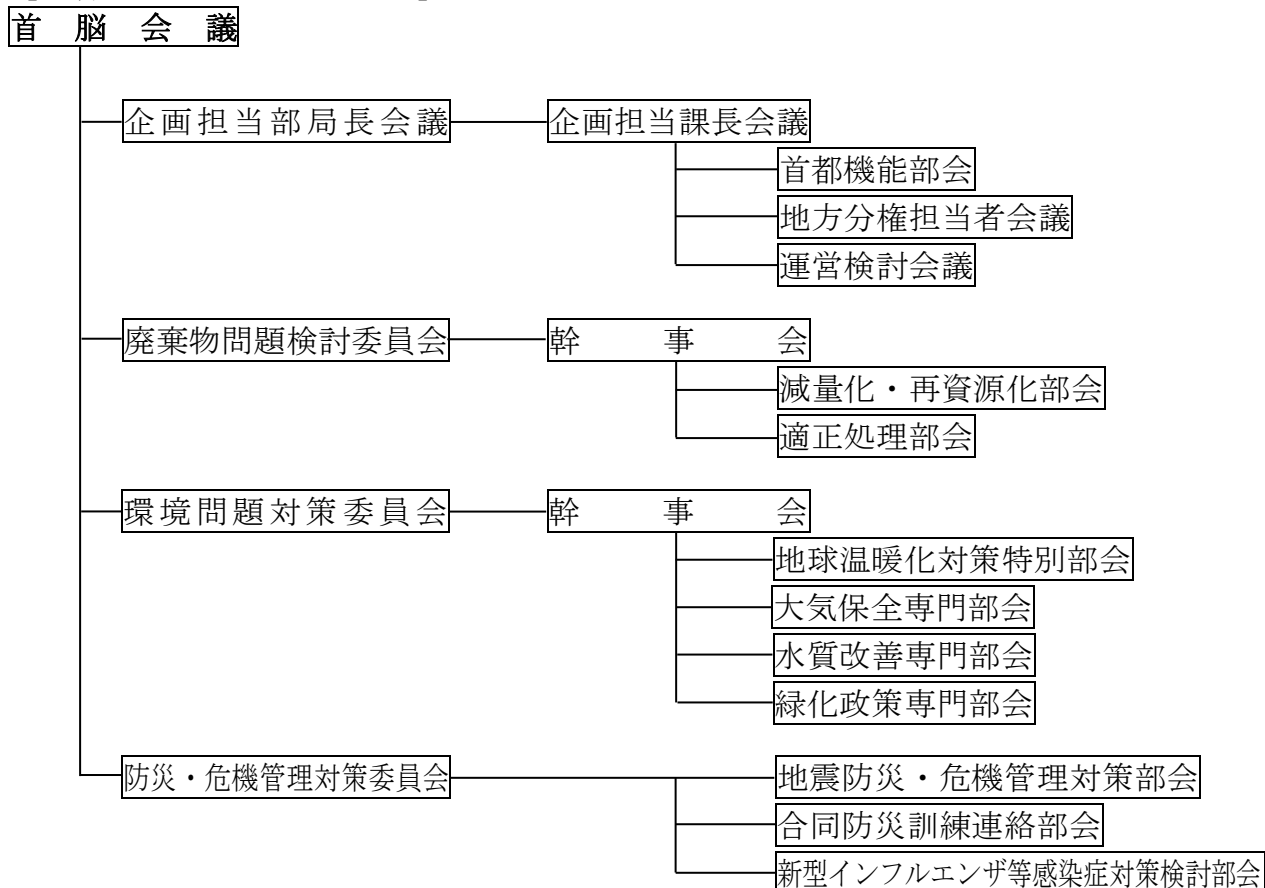 首脳会議
企画担当部局長会議 企画担当課長会議
首都機能部会
地方分権担当者会議
運営検討会議
廃棄物問題検討委員会 幹事会
減量化・再資源化部会
適正処理部会
環境問題対策委員会 幹事会
地球温暖化対策特別部会
大気保全専門部会
水質改善専門部会
緑化政策専門部会
防災・危機管理対策委員会 地震防災・危機管理対策部会
合同防災訓練連絡部会
新型インフルエンザ等感染症対策検討部会